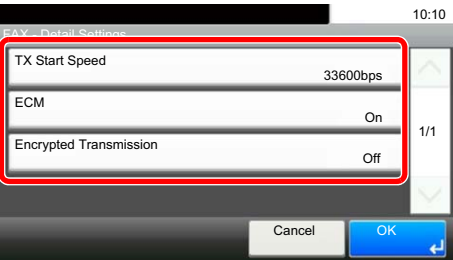 10:10
FAX - Detail Settings
TX Start Speed
33600bps
ECM
On
1/1
Encrypted Transmission
Off
Cancel
OK